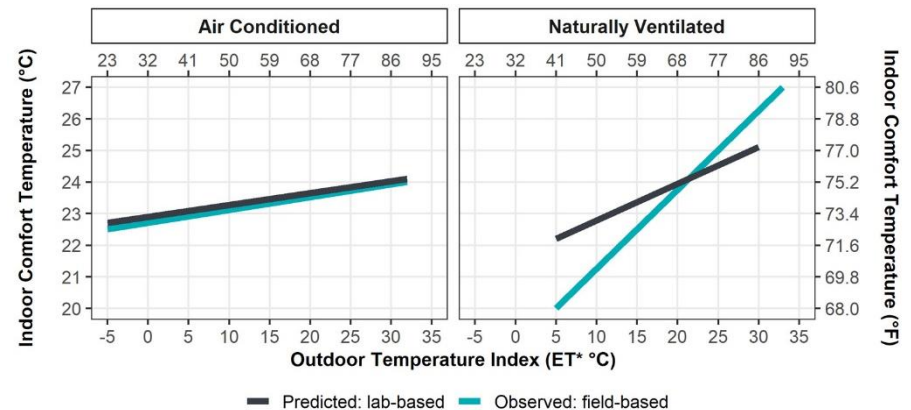 Air Conditioned
Naturally Ventilated
23 32 41 50 59 68 77 86 95
23 32 41 50 59 68 77 86 95
Indoor Comfort Temperature (°C)
27
26
25
24
23
22
21
20
80.6
78.8
77.0
75.2
73.4
71.6
69.8
68.0
Indoor Comfort Temperature (°F)
-5 0 5 10 15 20 25 30 35
-5 0 5 10 15 20 25 30 35
Outdoor Temperature Index (ET* °C)
Predicted: lab-based Observed: field-based